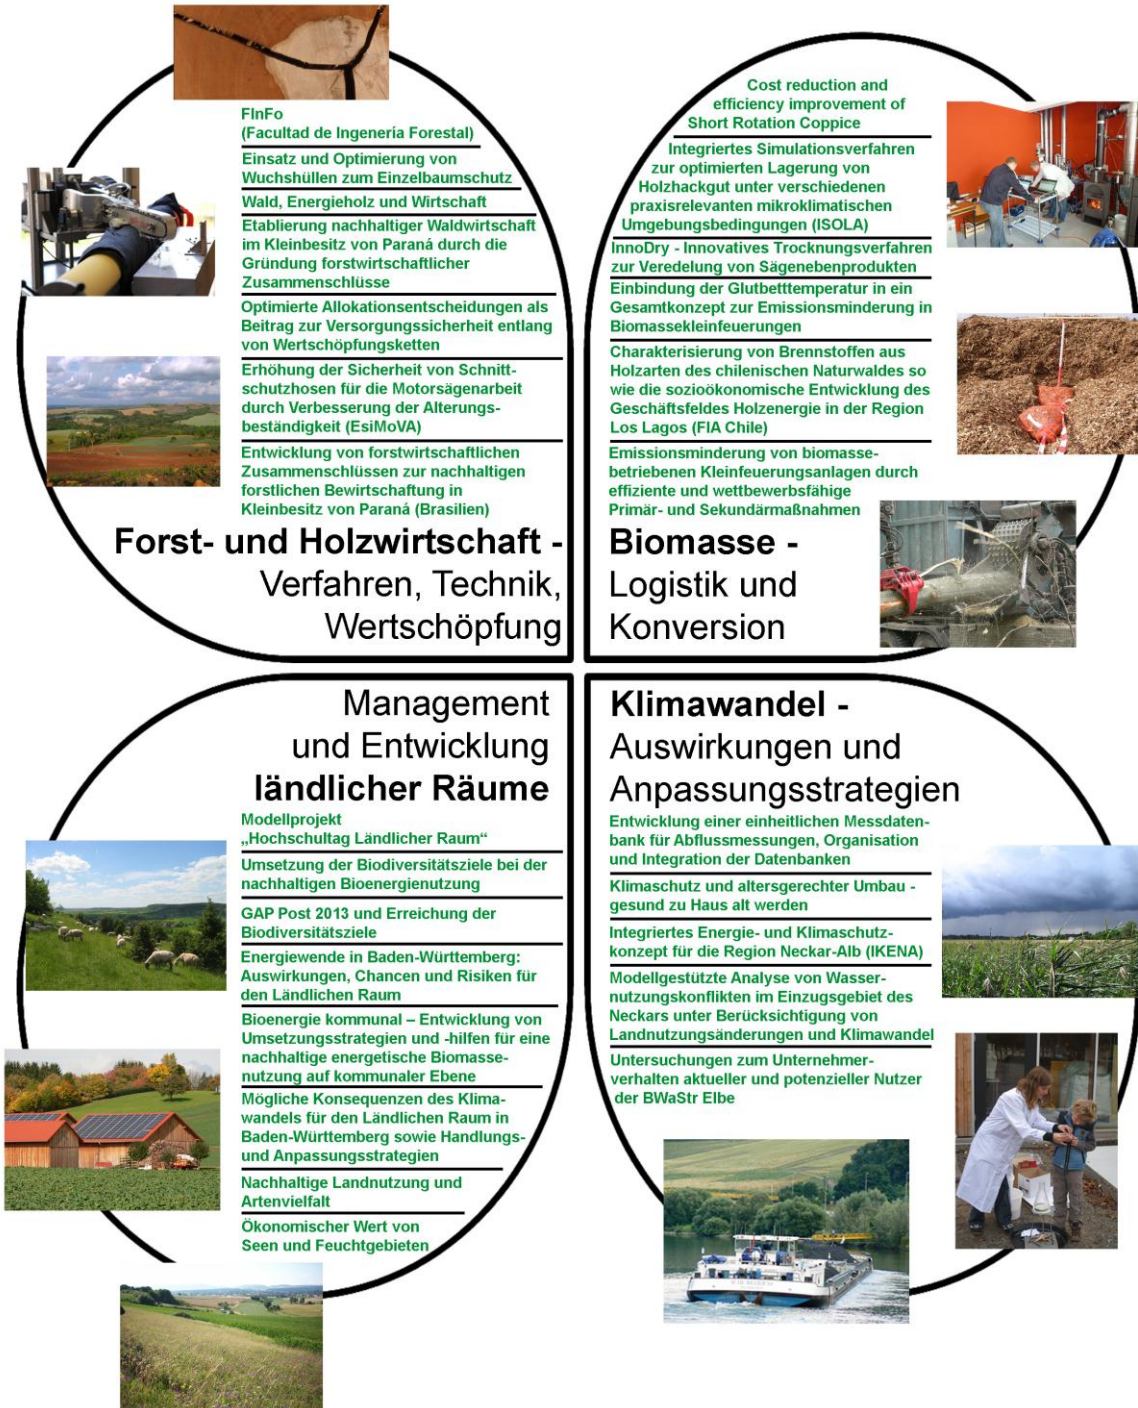 FInFo
(Facultad de Ingeneria Forestal)
Einsatz und Optimierung von
Wuchshüllen zum Einzelbaumschutz
Wald, Energieholz und Wirtschaft
Etablierung nachhaltiger Waldwirtschaft
im Kleinbesitz von Paraná durch die
Gründung forstwirtschaftlicher
Zusammenschlüsse
Optimierte Allokationsentscheidungen als
Beitrag zur Versorgungssicherheit entlang
von Wertschöpfungsketten
Erhöhung der Sicherheit von Schnitt-
schutzhosen für die Motorsägenarbeit
durch Verbesserung der Alterungs-
beständigkeit (EsiMoVA)
Entwicklung von forstwirtschaftlichen
Zusammenschlüssen zur nachhaltigen
forstlichen Bewirtschaftung in
Kleinbesitz von Paraná (Brasilien)
Forst- und Holzwirtschaft -
Verfahren, Technik,
Wertschöpfung
Cost reduction and
efficiency improvement of
Short Rotation Coppice
Integriertes Simulationsverfahren
zur optimierten Lagerung von
Holzhackgut unter verschiedenen
praxisrelevanten mikroklimatischen
Umgebungsbedingungen (ISOLA)
InnoDry - Innovatives Trocknungsverfahren
zur Veredelung von Sägenebenprodukten
Einbindung der Glutbetttemperatur in ein
Gesamtkonzept zur Emissionsminderung in
Biomassekleinfeuerungen
Charakterisierung von Brennstoffen aus
Holzarten des chilenischen Naturwaldes so
wie die sozioökonomische Entwicklung des
Geschäftsfeldes Holzenergie in der Region
Los Lagos (FIA Chile)
Emissionsminderung von biomasse-
betriebenen Kleinfeuerungsanlagen durch
effiziente und wettbewerbsfähige
Primär- und Sekundärmaßnahmen
Biomasse -
Logistik und
Konversion
Management
und Entwicklung
ländlicher Räume
Modellprojekt
„Hochschultag Ländlicher Raum“
Umsetzung der Biodiversitätsziele bei der
nachhaltigen Bioenergienutzung
GAP Post 2013 und Erreichung der
Biodiversitätsziele
Energiewende in Baden-Württemberg:
Auswirkungen, Chancen und Risiken für
den Ländlichen Raum
Bioenergie kommunal – Entwicklung von
Umsetzungsstrategien und -hilfen für eine
nachhaltige energetische Biomasse-
nutzung auf kommunaler Ebene
Mögliche Konsequenzen des Klima-
wandels für den Ländlichen Raum in
Baden-Württemberg sowie Handlungs-
und Anpassungsstrategien
Nachhaltige Landnutzung und
Artenvielfalt
Ökonomischer Wert von
Seen und Feuchtgebieten
Klimawandel -
Auswirkungen und
Anpassungsstrategien
Entwicklung einer einheitlichen Messdaten-
bank für Abflussmessungen, Organisation
und Integration der Datenbanken
Klimaschutz und altersgerechter Umbau -
gesund zu Haus alt werden
Integriertes Energie- und Klimaschutz-
konzept für die Region Neckar-Alb (IKENA)
Modellgestützte Analyse von Wasser-
nutzungskonflikten im Einzugsgebiet des
Neckars unter Berücksichtigung von
Landnutzungsänderungen und Klimawandel
Untersuchungen zum Unternehmer-
verhalten aktueller und potenzieller Nutzer
der BWaStr Elbe